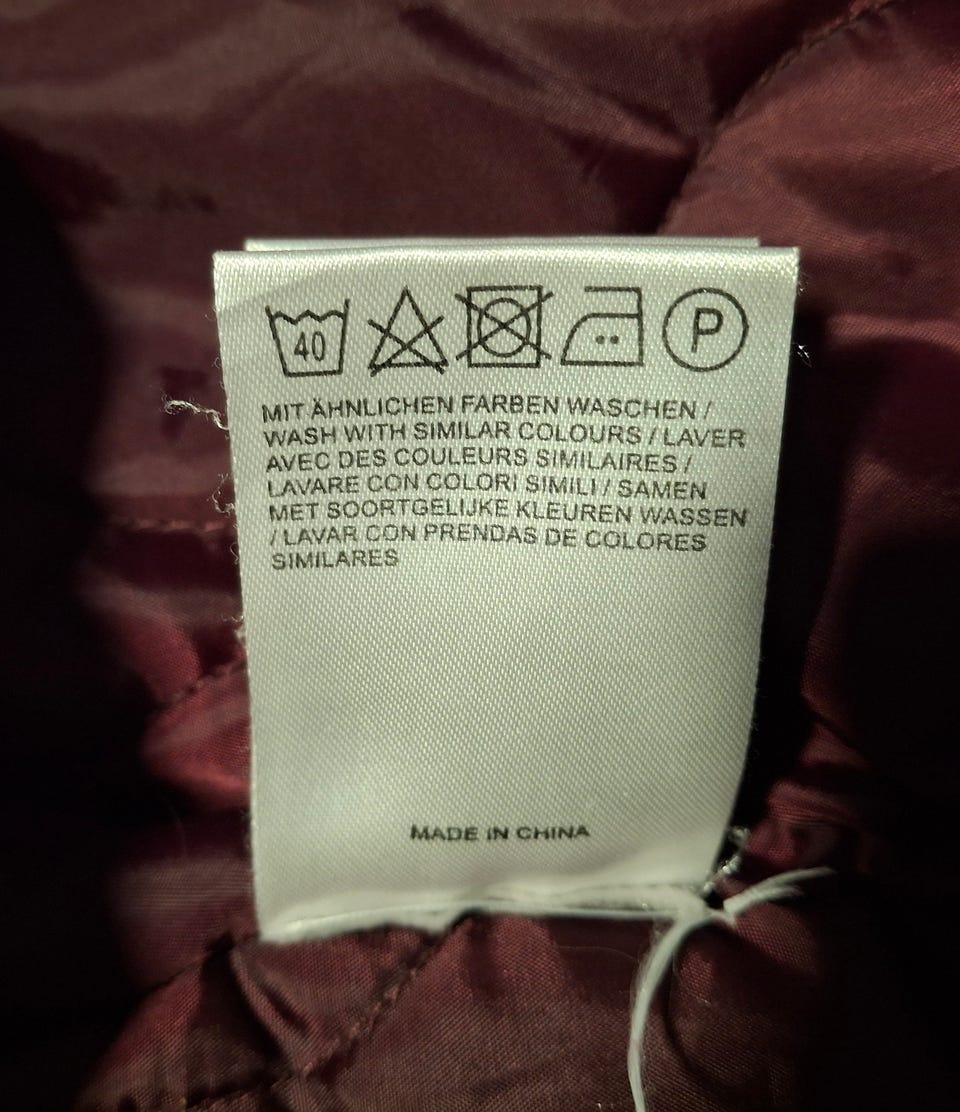 40 P
MIT ÄHNLICHEN FARBEN WASCHEN /
WASH WITH SIMILAR COLOURS / LAVER
AVEC DES COULEURS SIMILAIRES /
LAVARE CON COLORI SIMILI / SAMEN
MET SOORTGELIJKE KLEUREN WASSEN
/ LAVAR CON PRENDAS DE COLORES
SIMILARES
MADE IN CHINA